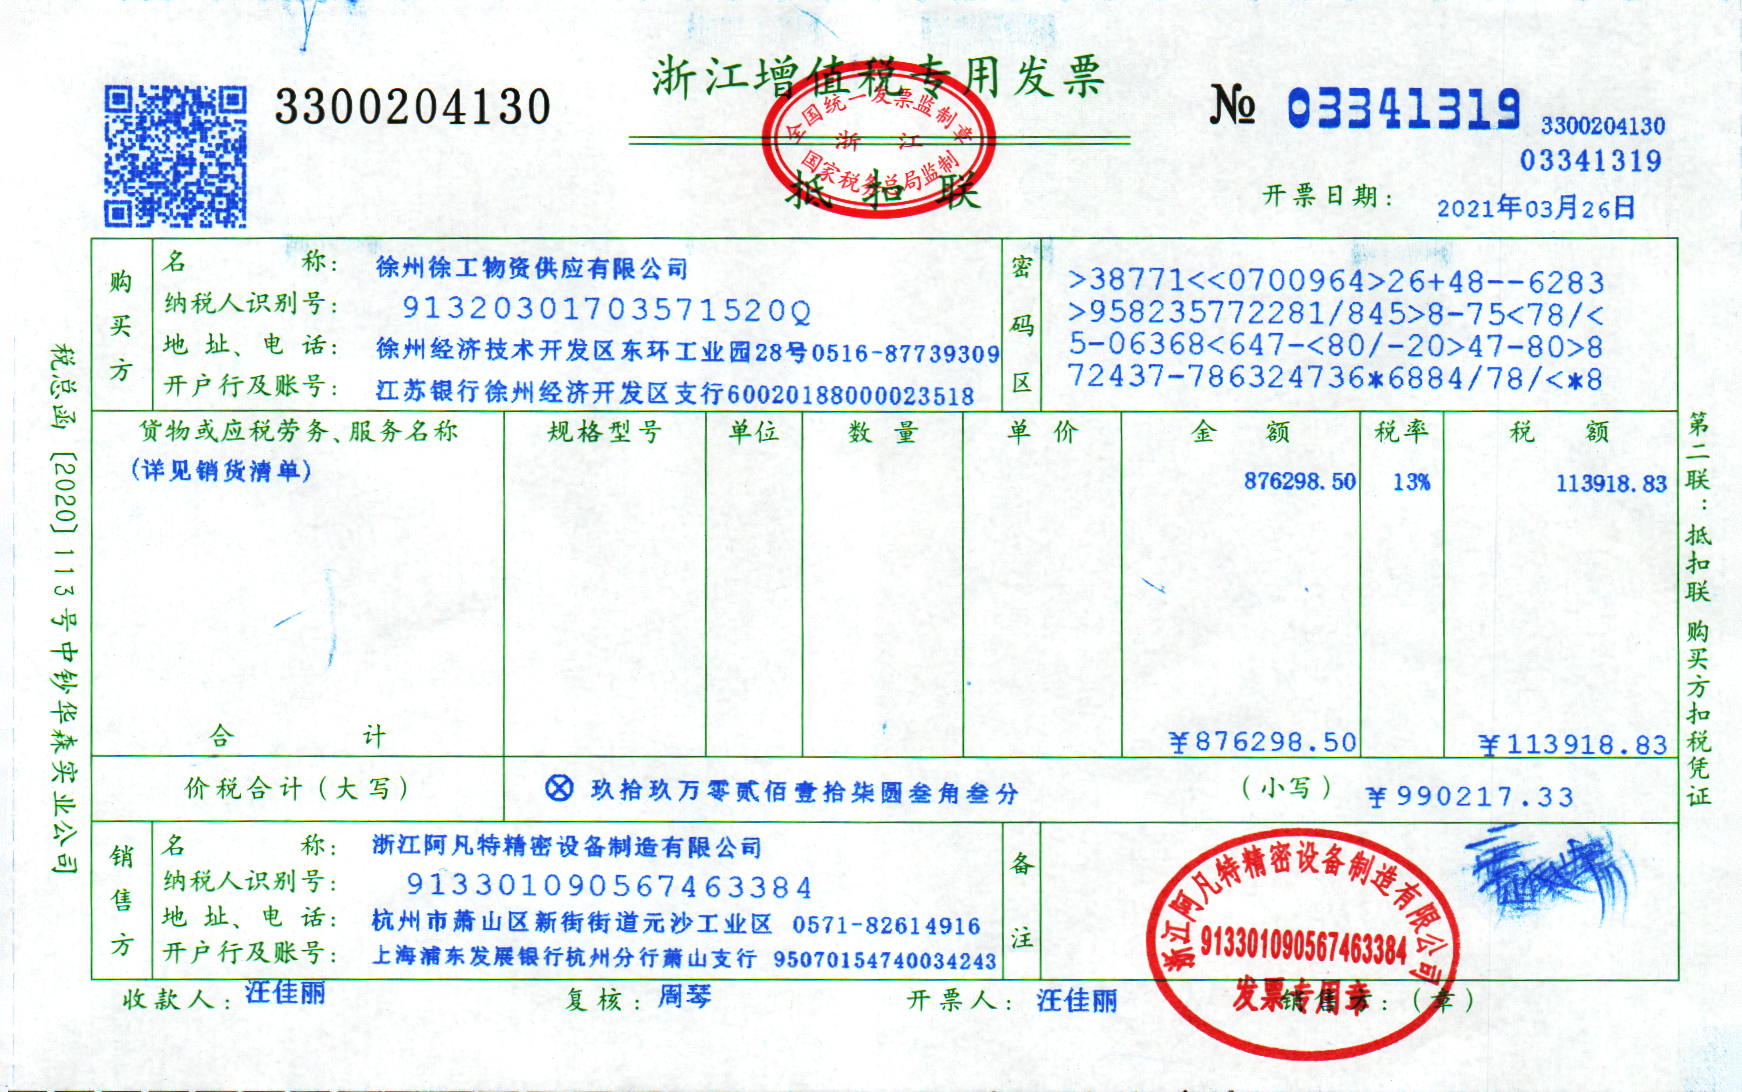 浙江增值税专用发票
3300204130
№ 03341319
3300204130
03341319
全国统一发票监制章
浙 江
国家税务总局监制
抵扣联
开票日期: 2021年03月26日
购买方
名 称: 徐州徐工物资供应有限公司
纳税人识别号: 91320301703571520Q
地 址、电 话: 徐州经济技术开发区东环工业园28号0516-87739309
开户行及账号: 江苏银行徐州经济开发区支行60020188000023518
密码区
>38771<<0700964>26+48--6283
>958235772281/845>8-75<78/<
5-06368<647-<80/-20>47-80>8
72437-786324736*6884/78/<*8
货物或应税劳务、服务名称 规格型号 单位 数 量 单 价 金 额 税率 税 额
(详见销货清单) 876298.50 13% 113918.83
合 计 ¥876298.50 ¥113918.83
价税合计(大写) ⊗玖拾玖万零贰佰壹拾柒圆叁角叁分 (小写) ¥990217.33
销售方
名 称: 浙江阿凡特精密设备制造有限公司
纳税人识别号: 913301090567463384
地 址、电 话: 杭州市萧山区新街街道元沙工业区 0571-82614916
开户行及账号: 上海浦东发展银行杭州分行萧山支行 95070154740034243
备注
浙江阿凡特精密设备制造有限公司
913301090567463384
发票专用章
收款人: 汪佳丽 复核: 周琴 开票人: 汪佳丽 销售方:(章)
税总函[2020]113号中钞华森实业公司
第二联:抵扣联 购买方扣税凭证